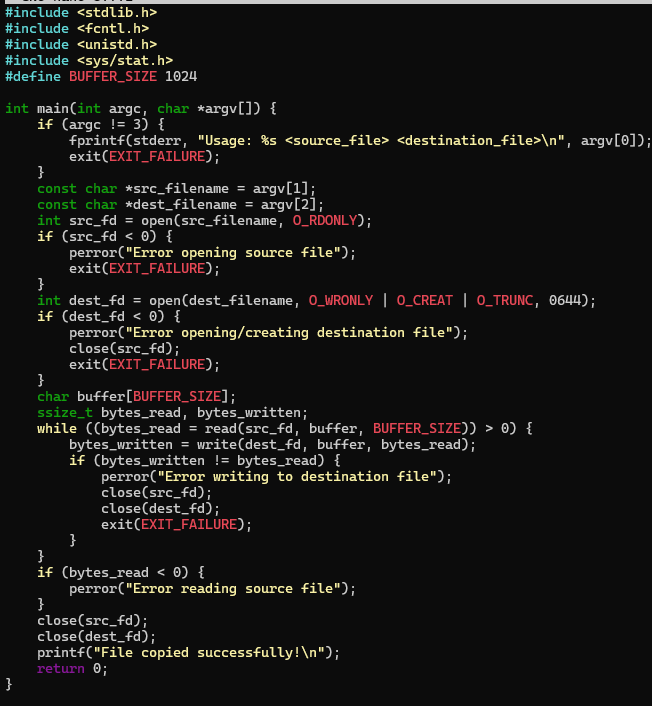 #include <stdlib.h>
#include <fcntl.h>
#include <unistd.h>
#include <sys/stat.h>
#define BUFFER_SIZE 1024

int main(int argc, char *argv[]) {
    if (argc != 3) {
        fprintf(stderr, "Usage: %s <source_file> <destination_file>\n", argv[0]);
        exit(EXIT_FAILURE);
    }
    const char *src_filename = argv[1];
    const char *dest_filename = argv[2];
    int src_fd = open(src_filename, O_RDONLY);
    if (src_fd < 0) {
        perror("Error opening source file");
        exit(EXIT_FAILURE);
    }
    int dest_fd = open(dest_filename, O_WRONLY | O_CREAT | O_TRUNC, 0644);
    if (dest_fd < 0) {
        perror("Error opening/creating destination file");
        close(src_fd);
        exit(EXIT_FAILURE);
    }
    char buffer[BUFFER_SIZE];
    ssize_t bytes_read, bytes_written;
    while ((bytes_read = read(src_fd, buffer, BUFFER_SIZE)) > 0) {
        bytes_written = write(dest_fd, buffer, bytes_read);
        if (bytes_written != bytes_read) {
            perror("Error writing to destination file");
            close(src_fd);
            close(dest_fd);
            exit(EXIT_FAILURE);
        }
    }
    if (bytes_read < 0) {
        perror("Error reading source file");
    }
    close(src_fd);
    close(dest_fd);
    printf("File copied successfully!\n");
    return 0;
}